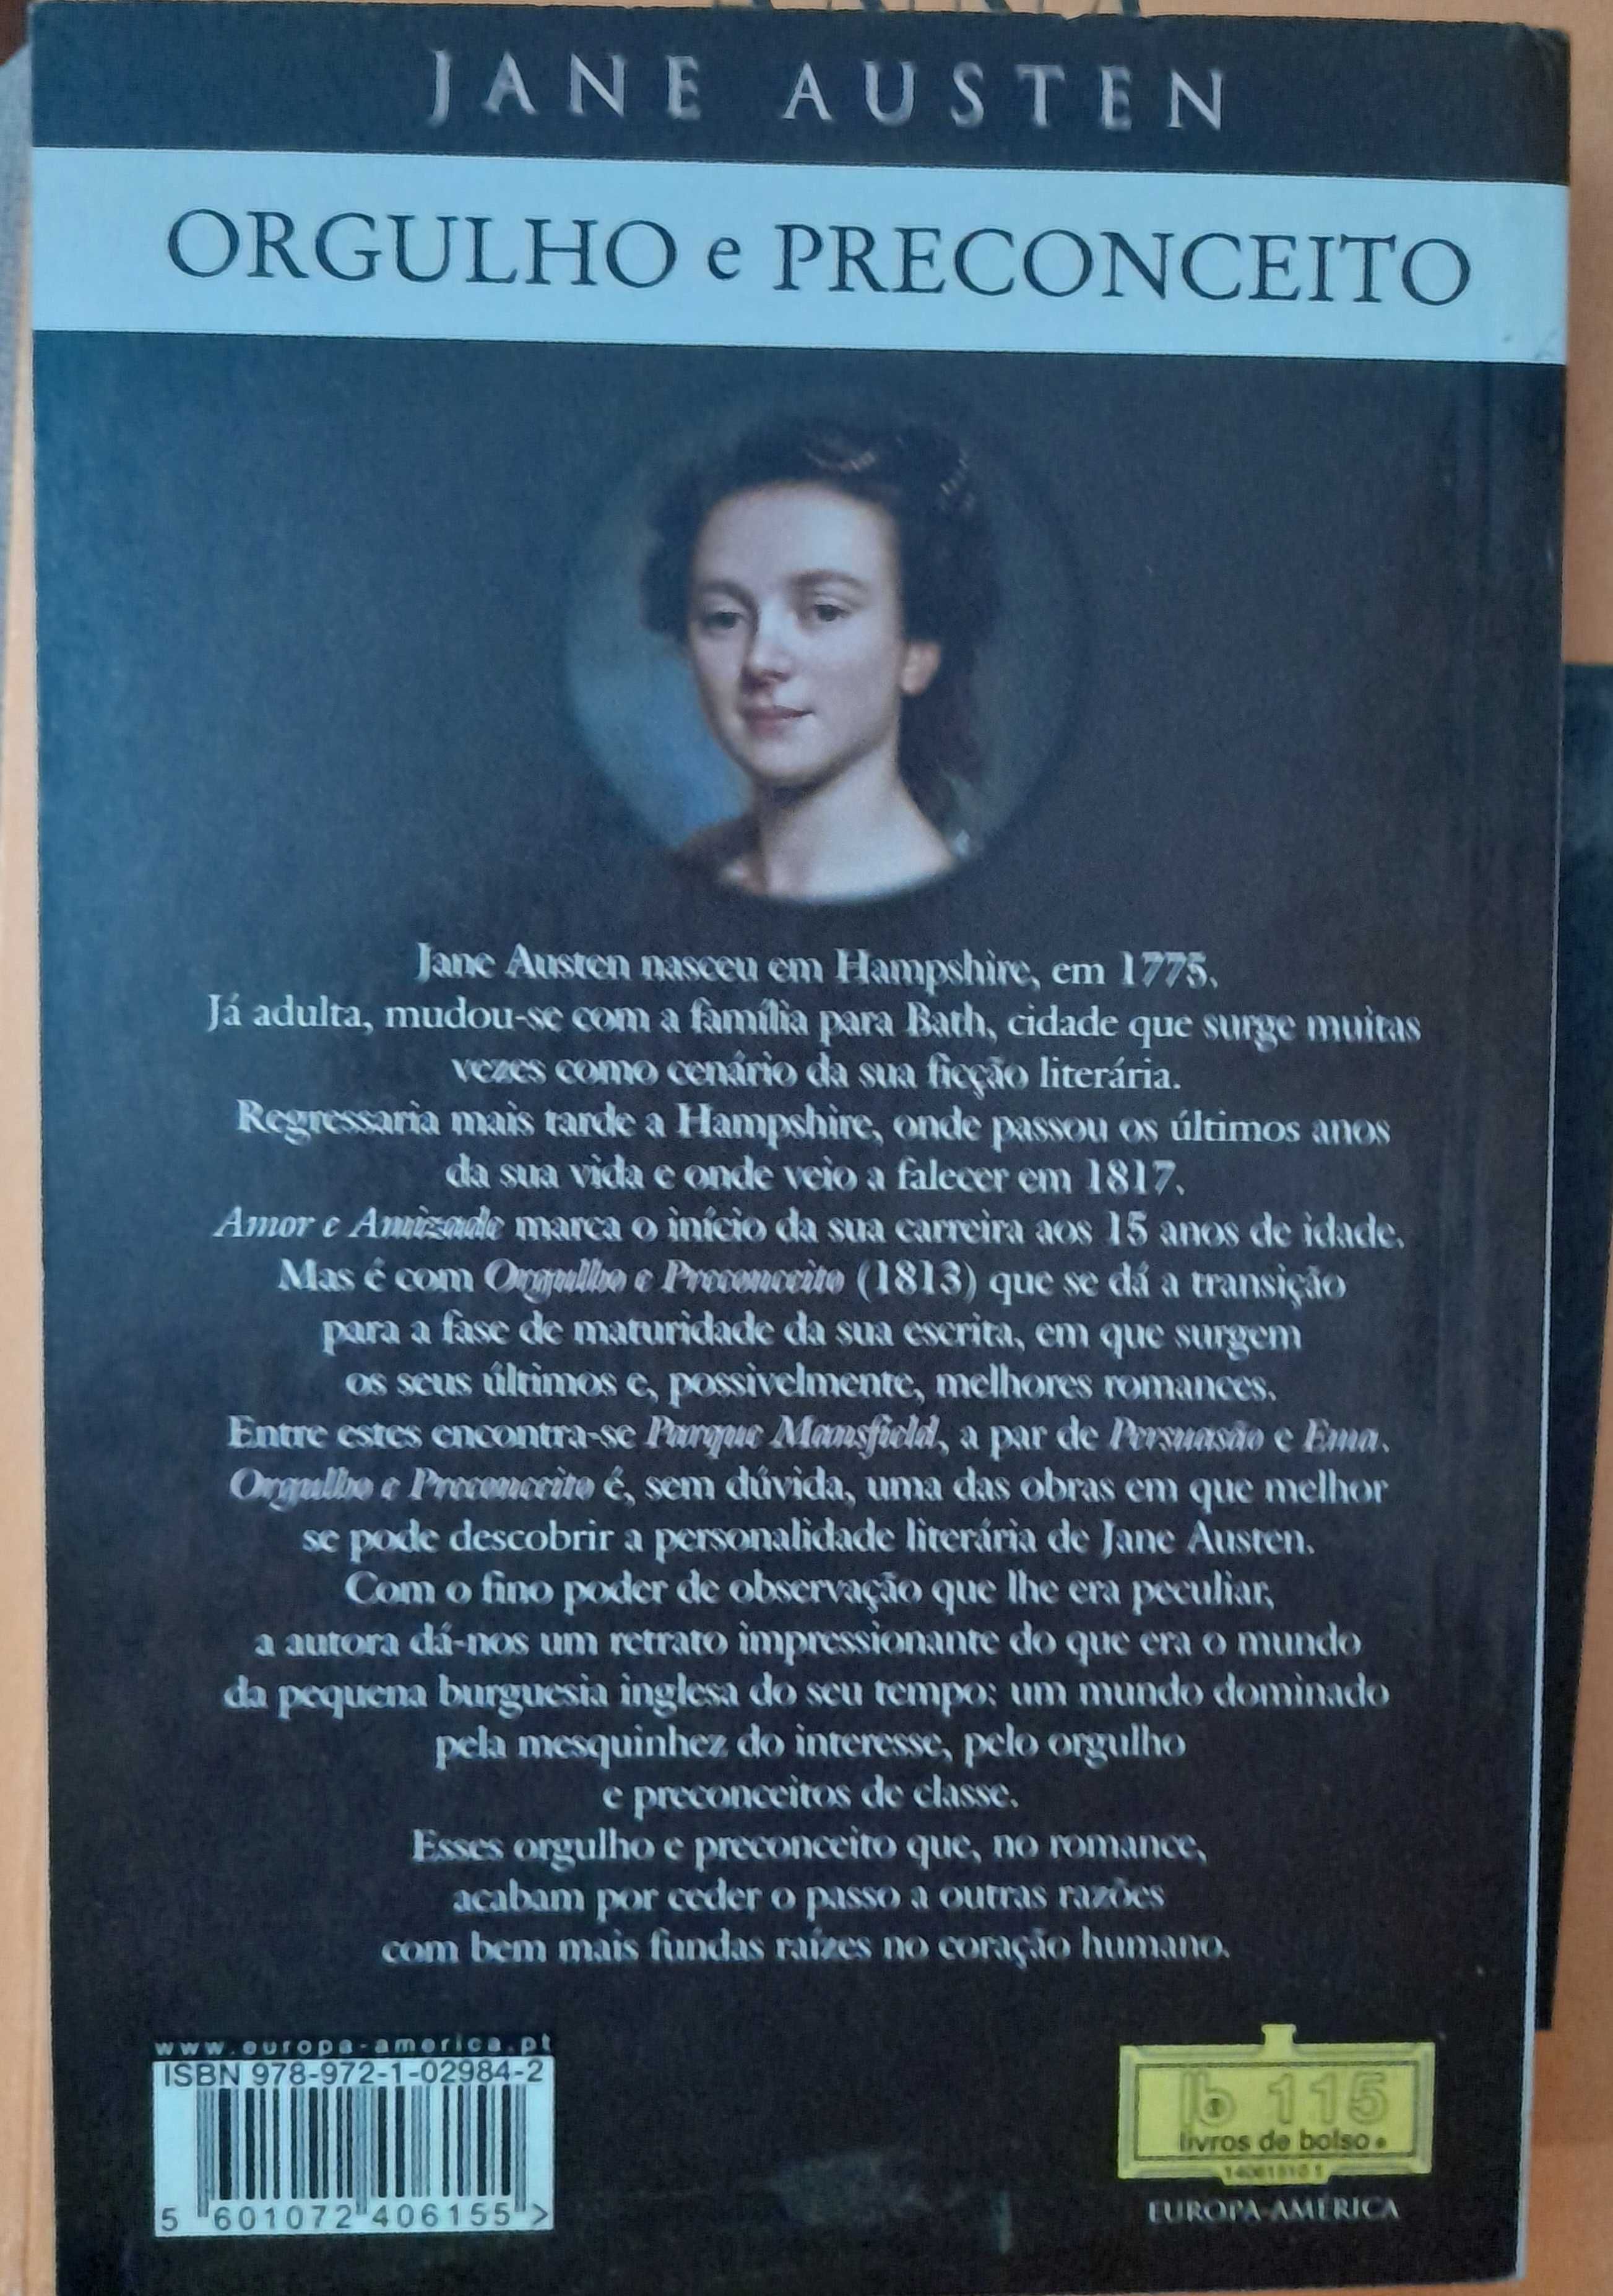 JANE AUSTEN
ORGULHO e PRECONCEITO
Jane Austen nasceu em Hampshire, em 1775.
Já adulta, mudou-se com a família para Bath, cidade que surge muitas
vezes como cenário da sua ficção literária.
Regressaria mais tarde a Hampshire, onde passou os últimos anos
da sua vida e onde veio a falecer em 1817.
Amor e Amizade marca o início da sua carreira aos 15 anos de idade.
Mas é com Orgulho e Preconceito (1813) que se dá a transição
para a fase de maturidade da sua escrita, em que surgem
os seus últimos e, possivelmente, melhores romances.
Entre estes encontra-se Parque Mansfield, a par de Persuasão e Ema.
Orgulho e Preconceito é, sem dúvida, uma das obras em que melhor
se pode descobrir a personalidade literária de Jane Austen.
Com o fino poder de observação que lhe era peculiar,
a autora dá-nos um retrato impressionante do que era o mundo
da pequena burguesia inglesa do seu tempo: um mundo dominado
pela mesquinhez do interesse, pelo orgulho
e preconceitos de classe.
Esses orgulho e preconceito que, no romance,
acabam por ceder o passo a outras razões
com bem mais fundas raízes no coração humano.
www.europa-america.pt
ISBN 978-972-1-02984-2
5 601072 406155 >
lb 115
livros de bolso
EUROPA-AMÉRICA